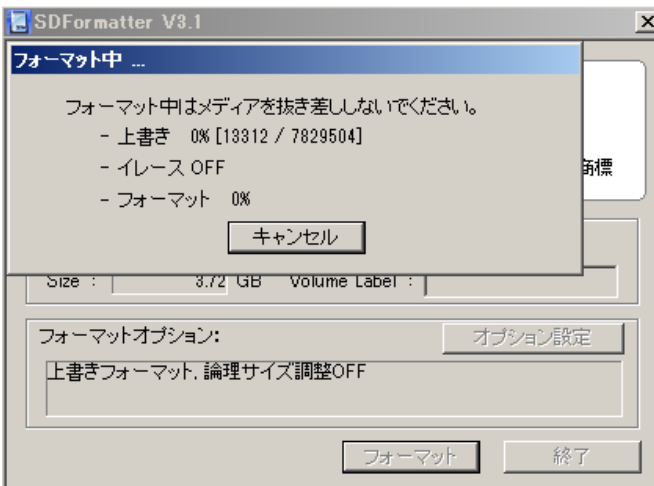 SDFormatter V3.1
フォーマット中 ...
フォーマット中はメディアを抜き差ししないでください。
- 上書き 0% [13312 / 7829504]
- イレース OFF
- フォーマット 0%
商標
キャンセル
Size : 3.72 GB Volume Label :
フォーマットオプション:
オプション設定
上書きフォーマット, 論理サイズ調整OFF
フォーマット
終了